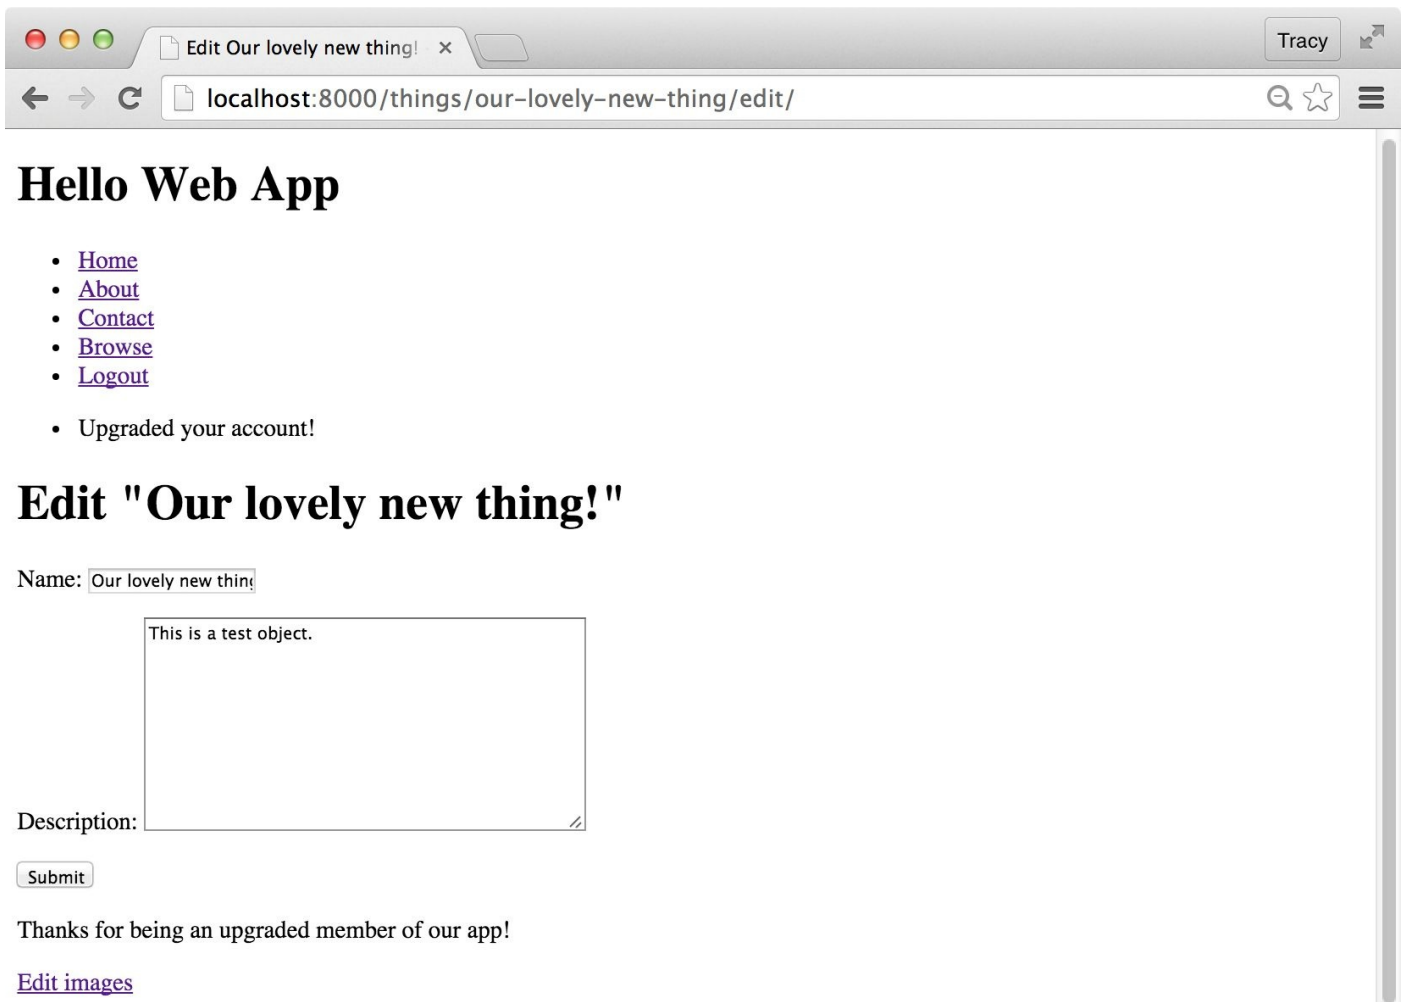 Edit Our lovely new thing!
Tracy
localhost:8000/things/our-lovely-new-thing/edit/
Hello Web App
Home
About
Contact
Browse
Logout
Upgraded your account!
Edit "Our lovely new thing!"
Name: Our lovely new thing
This is a test object.
Description:
Submit
Thanks for being an upgraded member of our app!
Edit images